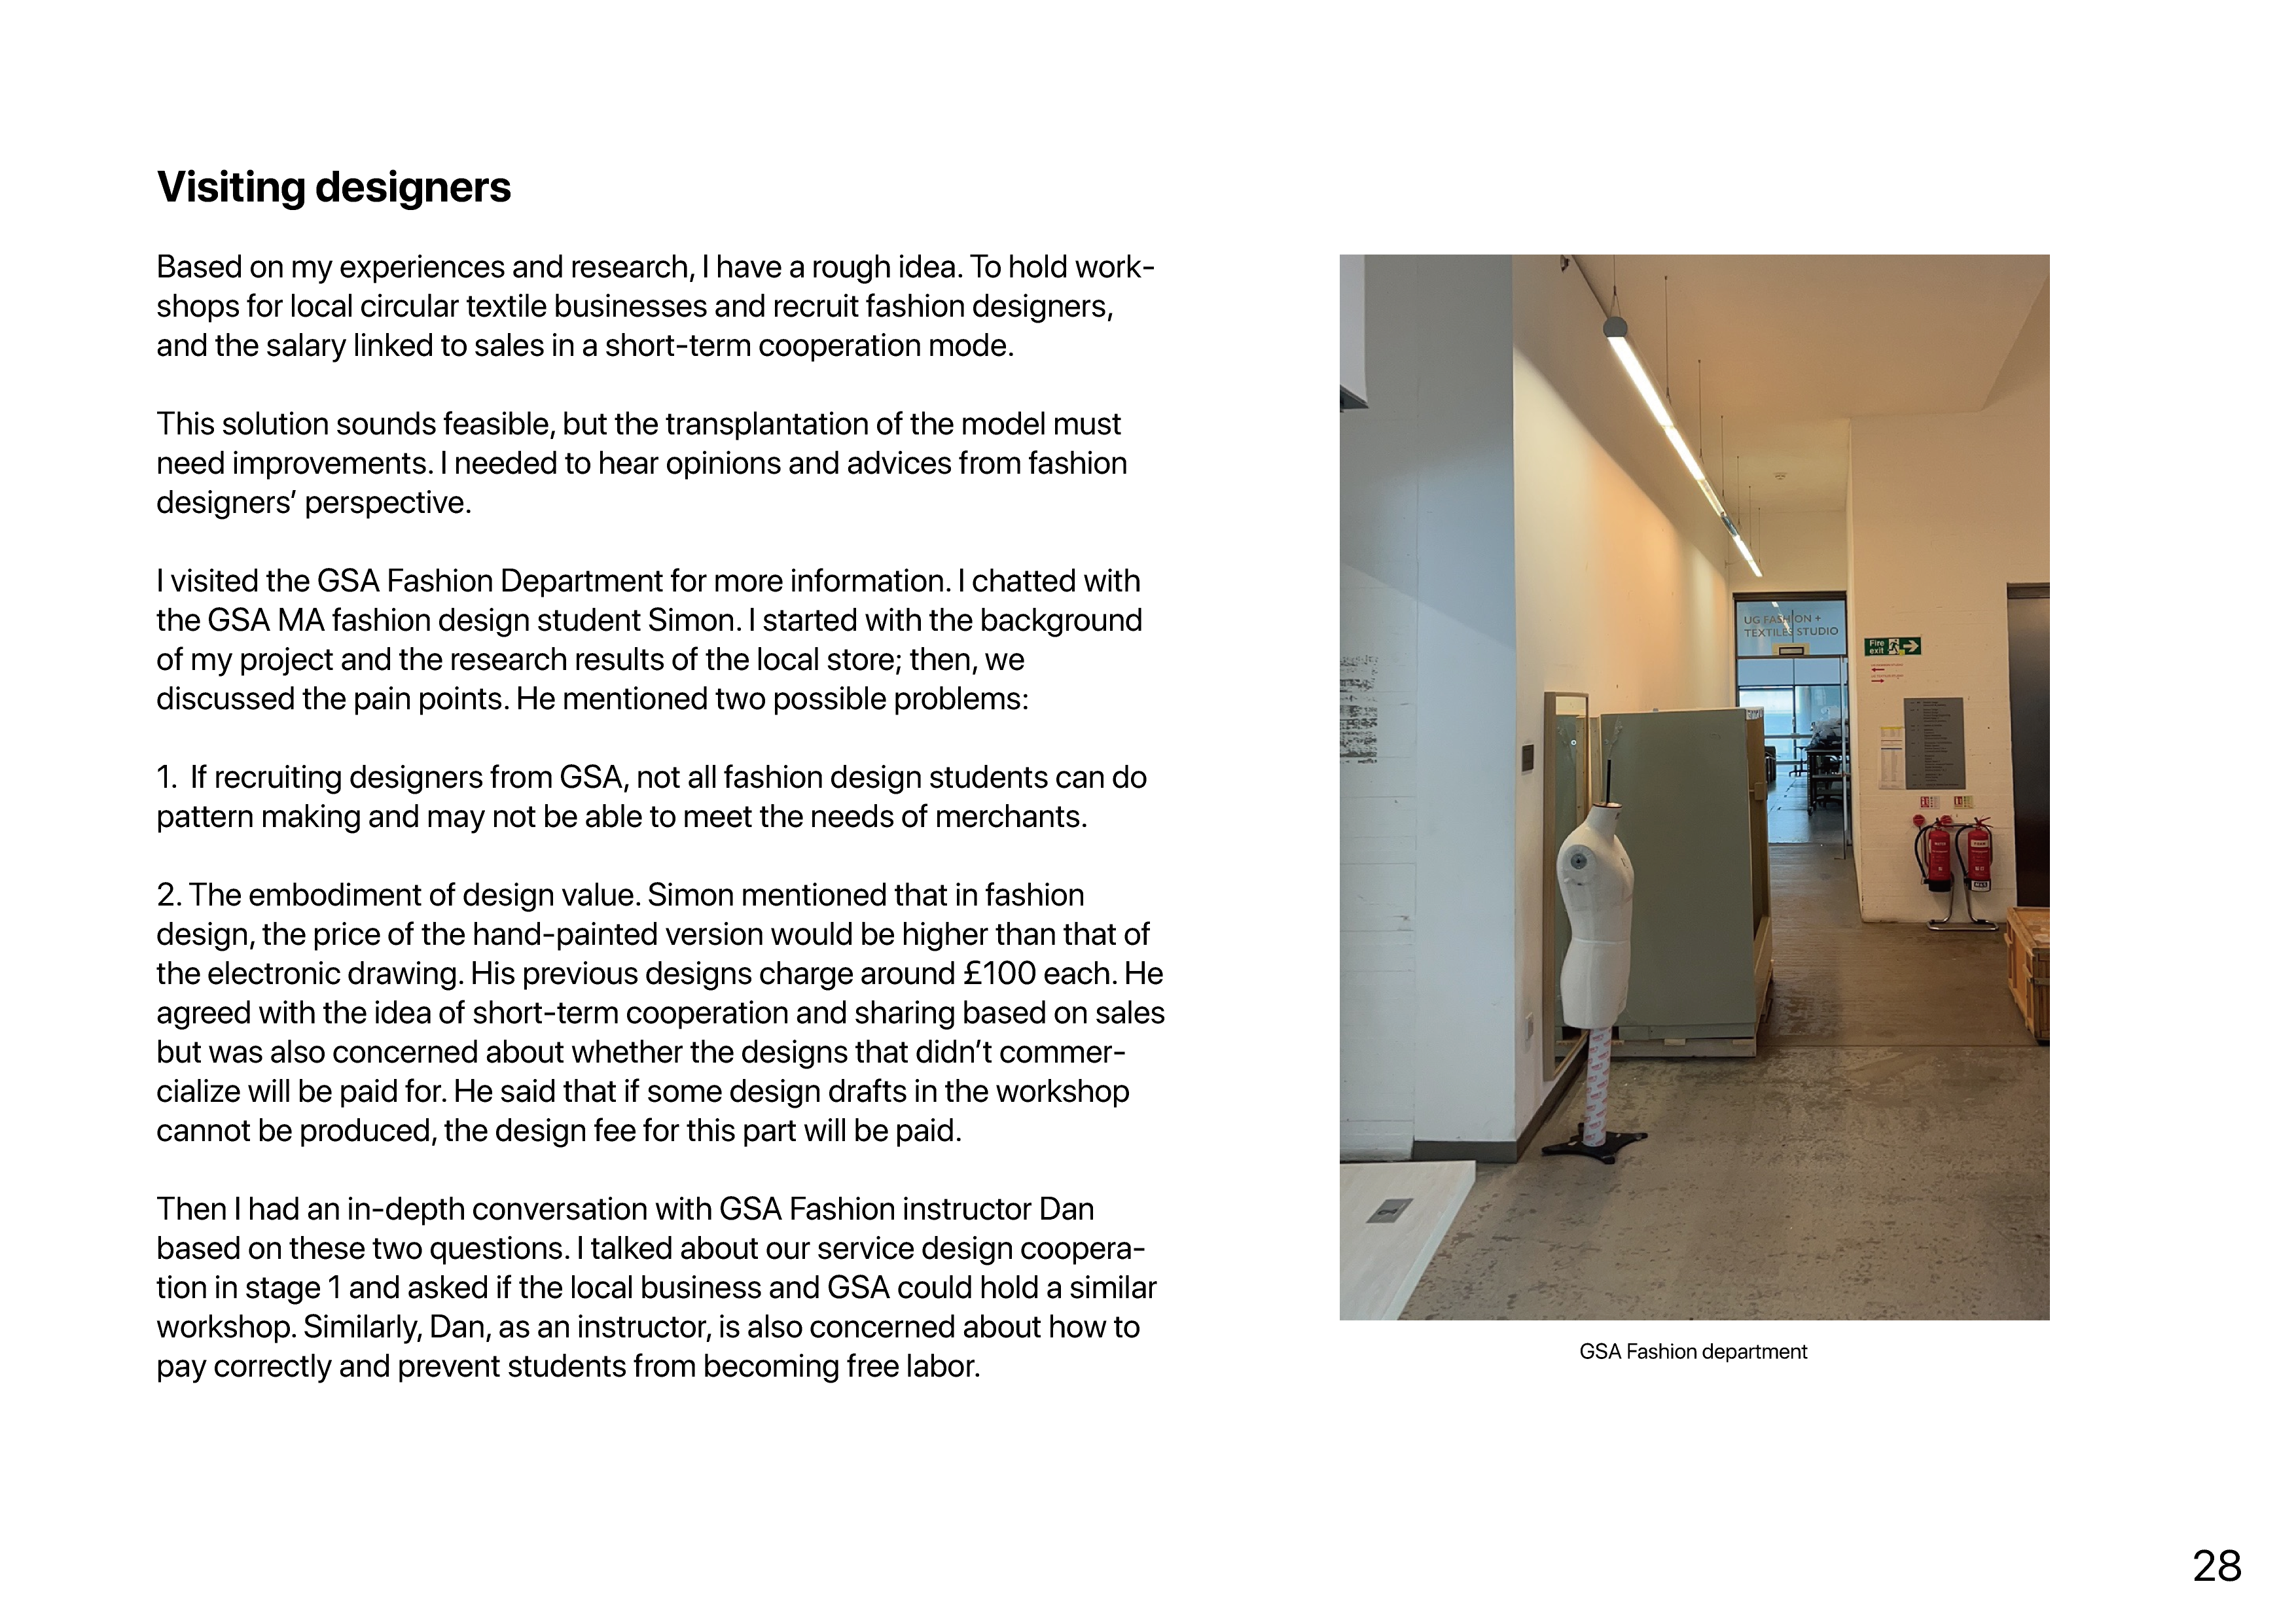 Visiting designers
Based on my experiences and research, I have a rough idea. To hold work-
shops for local circular textile businesses and recruit fashion designers,
and the salary linked to sales in a short-term cooperation mode.
This solution sounds feasible, but the transplantation of the model must
need improvements. I needed to hear opinions and advices from fashion
designers’ perspective.
I visited the GSA Fashion Department for more information. I chatted with
the GSA MA fashion design student Simon. I started with the background
of my project and the research results of the local store; then, we
discussed the pain points. He mentioned two possible problems:
1. If recruiting designers from GSA, not all fashion design students can do
pattern making and may not be able to meet the needs of merchants.
2. The embodiment of design value. Simon mentioned that in fashion
design, the price of the hand-painted version would be higher than that of
the electronic drawing. His previous designs charge around £100 each. He
agreed with the idea of short-term cooperation and sharing based on sales
but was also concerned about whether the designs that didn’t commer-
cialize will be paid for. He said that if some design drafts in the workshop
cannot be produced, the design fee for this part will be paid.
Then I had an in-depth conversation with GSA Fashion instructor Dan
based on these two questions. I talked about our service design coopera-
tion in stage 1 and asked if the local business and GSA could hold a similar
workshop. Similarly, Dan, as an instructor, is also concerned about how to
pay correctly and prevent students from becoming free labor.
UG FASHION +
TEXTILES STUDIO
Fire
exit
GSA Fashion department
28